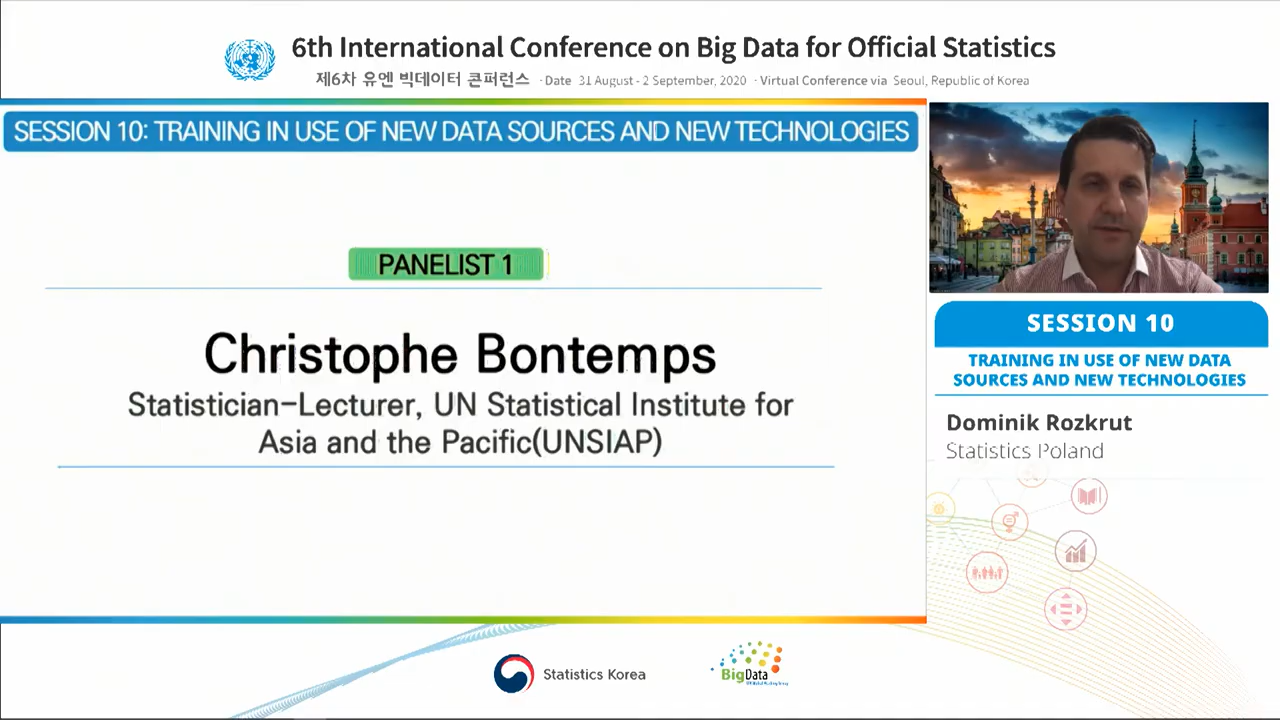 6th International Conference on Big Data for Official Statistics
제6차 유엔 빅데이터 콘퍼런스 · Date 31 August - 2 September, 2020 · Virtual Conference via Seoul, Republic of Korea
SESSION 10: TRAINING IN USE OF NEW DATA SOURCES AND NEW TECHNOLOGIES
PANELIST 1
Christophe Bontemps
Statistician-Lecturer, UN Statistical Institute for
Asia and the Pacific(UNSIAP)
SESSION 10
TRAINING IN USE OF NEW DATA
SOURCES AND NEW TECHNOLOGIES
Dominik Rozkrut
Statistics Poland
Statistics Korea
BigData